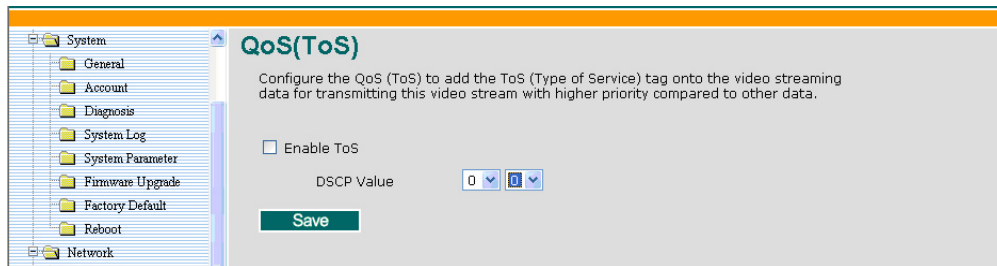 System
General
Account
Diagnosis
System Log
System Parameter
Firmware Upgrade
Factory Default
Reboot
Network
QoS(ToS)
Configure the QoS (ToS) to add the ToS (Type of Service) tag onto the video streaming
data for transmitting this video stream with higher priority compared to other data.
Enable ToS
DSCP Value 0 0
Save